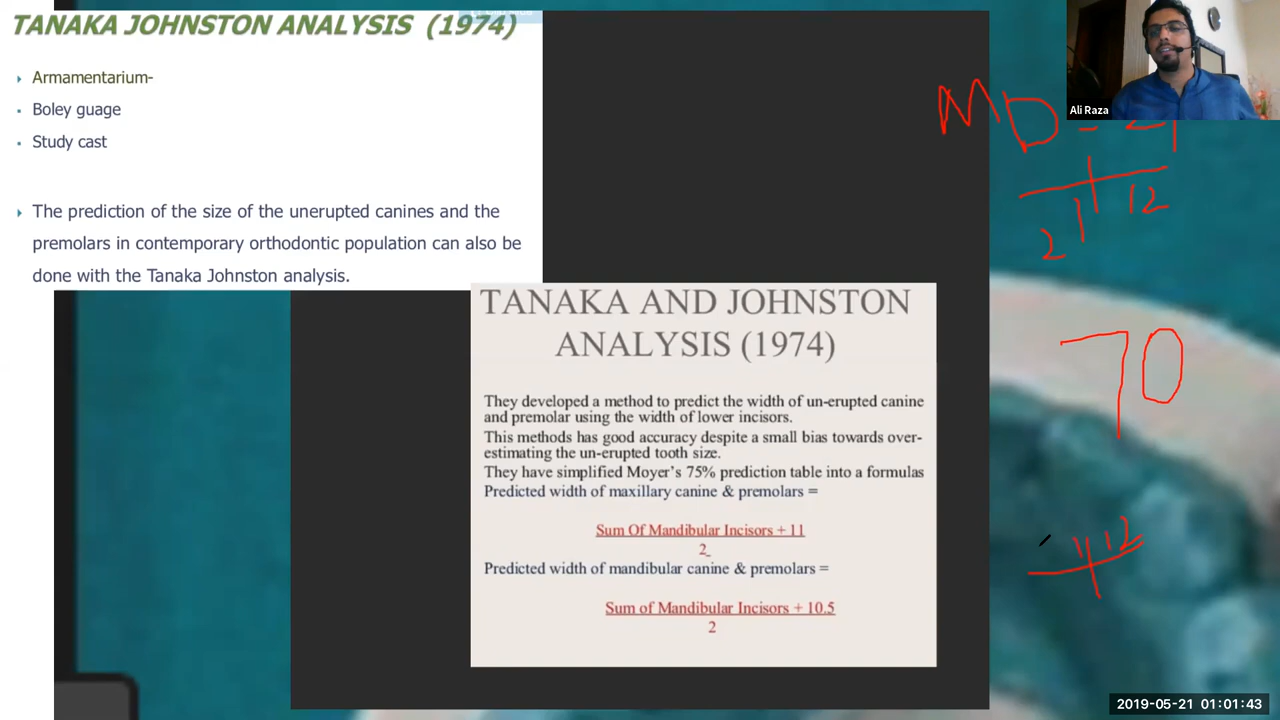 TANAKA JOHNSTON ANALYSIS (1974)
Armamentarium-
Boley guage
Study cast
The prediction of the size of the unerupted canines and the
premolars in contemporary orthodontic population can also be
done with the Tanaka Johnston analysis.
TANAKA AND JOHNSTON
ANALYSIS (1974)
They developed a method to predict the width of un-erupted canine
and premolar using the width of lower incisors.
This methods has good accuracy despite a small bias towards over-
estimating the un-erupted tooth size.
They have simplified Moyer's 75% prediction table into a formulas
Predicted width of maxillary canine & premolars =
Sum Of Mandibular Incisors + 11
2
Predicted width of mandibular canine & premolars =
Sum of Mandibular Incisors + 10.5
2
Ali Raza
MD
21 12
70
1 12
2019-05-21 01:01:43